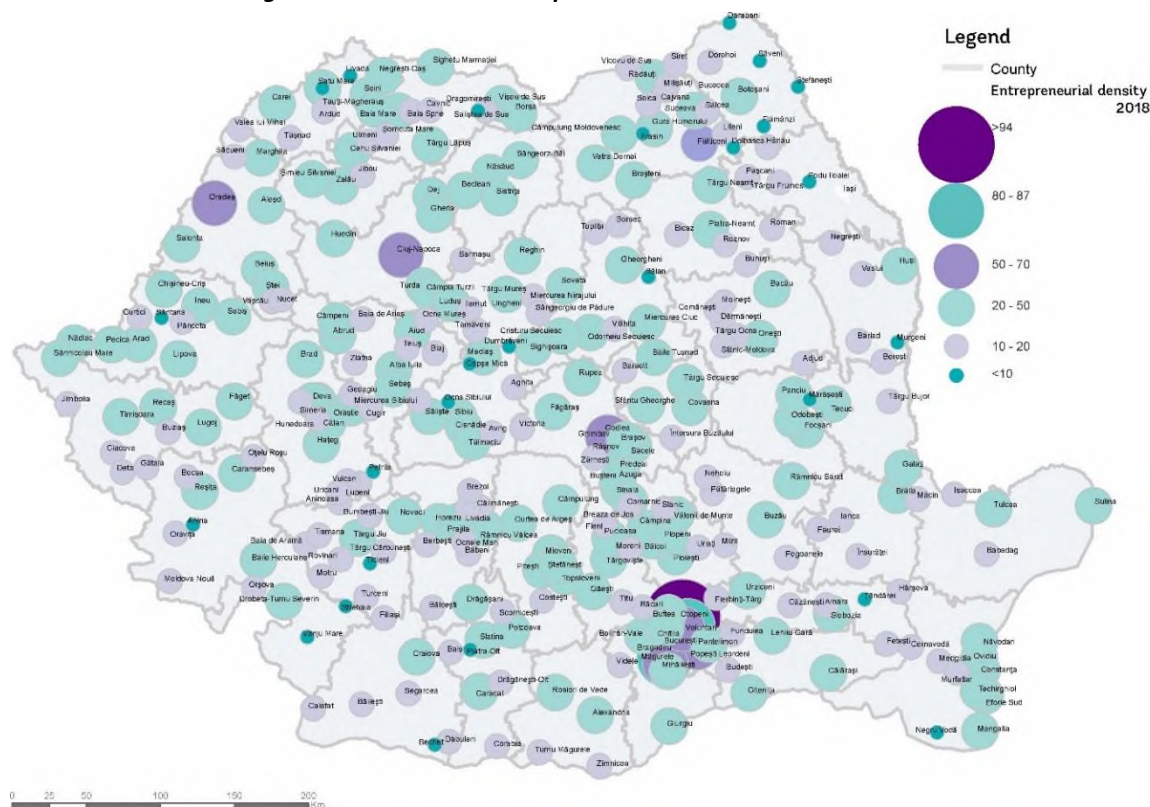 Legend
County
Entrepreneurial density
2018
>94
80 - 87
50 - 70
20 - 50
10 - 20
<10
Darabani
Săveni
Ștefănești
Dorohoi
Siret
Vicovu de Sus
Rădăuți
Milișăuți
Bucecea
Botoșani
Cajvana
Suceava
Salcea
Gura Humorului
Liteni
Flămânzi
Fălticeni
Dolhasca
Hârlău
Câmpulung Moldovenesc
Vatra Dornei
Broșteni
Târgu Neamț
Pașcani
Târgu Frumos
Podu Iloaiei
Iași
Sighetu Marmației
Negrești-Oaș
Livada
Satu Mare
Seini
Carei
Tăuți-Măgherăuș
Ardud
Baia Mare
Cavnic
Baia Sprie
Dragomirești
Săliștea de Sus
Vișeu de Sus
Borșa
Valea lui Mihai
Tășnad
Șomcuta Mare
Ulmeni
Cehu Silvaniei
Târgu Lăpuș
Săcueni
Marghita
Șimleu Silvaniei
Jibou
Zalău
Năsăud
Sângeorz-Băi
Dej
Beclean
Bistrița
Gherla
Oradea
Aleșd
Huedin
Cluj-Napoca
Salonta
Beiuș
Ștei
Nucet
Vașcău
Sărmașu
Reghin
Toplița
Borsec
Bicaz
Piatra-Neamț
Roznov
Roman
Negrești
Buhuși
Vaslui
Huși
Gheorgheni
Bălan
Bacău
Turda
Câmpia Turzii
Luduș
Târgu Mureș
Iernut
Ungheni
Miercurea Nirajului
Sovata
Sângeorgiu de Pădure
Chișineu-Criș
Ineu
Sebiș
Curtici
Sântana
Pâncota
Nădlac
Pecica
Arad
Sânnicolau Mare
Lipova
Câmpeni
Baia de Arieș
Abrud
Aiud
Ocna Mureș
Teiuș
Blaj
Târnăveni
Brad
Zlatna
Alba Iulia
Dumbrăveni
Mediaș
Copșa Mică
Cristuru Secuiesc
Sighișoara
Odorheiu Secuiesc
Vlăhița
Miercurea Ciuc
Băile Tușnad
Baraolt
Comănești
Moinești
Dărmănești
Târgu Ocna
Onești
Slănic-Moldova
Adjud
Bârlad
Murgeni
Berești
Târgu Bujor
Panciu
Mărășești
Odobești
Tecuci
Focșani
Rupea
Agnita
Târgu Secuiesc
Covasna
Sfântu Gheorghe
Întorsura Buzăului
Jimbolia
Timișoara
Recaș
Buziaș
Lugoj
Făget
Ciacova
Deta
Gătaia
Bocșa
Reșița
Oțelu Roșu
Caransebeș
Anina
Oravița
Moldova Nouă
Deva
Simeria
Hunedoara
Geoagiu
Orăștie
Călan
Cugir
Hațeg
Sebeș
Miercurea Sibiului
Săliște
Sibiu
Ocna Sibiului
Cisnădie
Avrig
Tălmaciu
Făgăraș
Victoria
Codlea
Ghimbav
Brașov
Râșnov
Săcele
Zărnești
Predeal
Azuga
Bușteni
Sinaia
Comarnic
Slănic
Nehoiu
Pătârlagele
Râmnicu Sărat
Buzău
Galați
Brăila
Măcin
Isaccea
Tulcea
Sulina
Babadag
Ianca
Făurei
Însurăței
Pogoanele
Petrila
Vulcan
Lupeni
Uricani
Aninoasa
Bumbești-Jiu
Novaci
Brezoi
Călimănești
Horezu
Râmnicu Vâlcea
Ocnele Mari
Băbeni
Berbești
Curtea de Argeș
Câmpulung
Mioveni
Ștefănești
Pitești
Topoloveni
Costești
Breaza de Jos
Fieni
Pucioasa
Câmpina
Vălenii de Munte
Plopeni
Moreni
Băicoi
Urlați
Mizil
Târgoviște
Ploiești
Găești
Titu
Răcari
Baia de Aramă
Tismana
Târgu Jiu
Târgu Cărbunești
Rovinari
Motru
Țicleni
Turceni
Băile Herculane
Orșova
Drobeta-Turnu Severin
Strehaia
Filiași
Vânju Mare
Bălcești
Drăgășani
Scornicești
Potcoava
Slatina
Balș
Piatra Olt
Craiova
Segarcea
Calafat
Băilești
Bechet
Dăbuleni
Corabia
Caracal
Drăgănești-Olt
Roșiori de Vede
Alexandria
Turnu Măgurele
Zimnicea
Videle
Giurgiu
Buftea
Otopeni
Voluntari
Chitila
București
Pantelimon
Bragadiru
Măgurele
Popești Leordeni
Mihăilești
Bolintin-Vale
Fundulea
Budești
Oltenița
Lehliu Gară
Călărași
Urziceni
Fierbinți-Târg
Căzănești
Amara
Slobozia
Țăndărei
Hârșova
Fetești
Cernavodă
Medgidia
Murfatlar
Năvodari
Ovidiu
Constanța
Techirghiol
Eforie Sud
Mangalia
Negru Vodă
0 25 50 100 150 200
Km